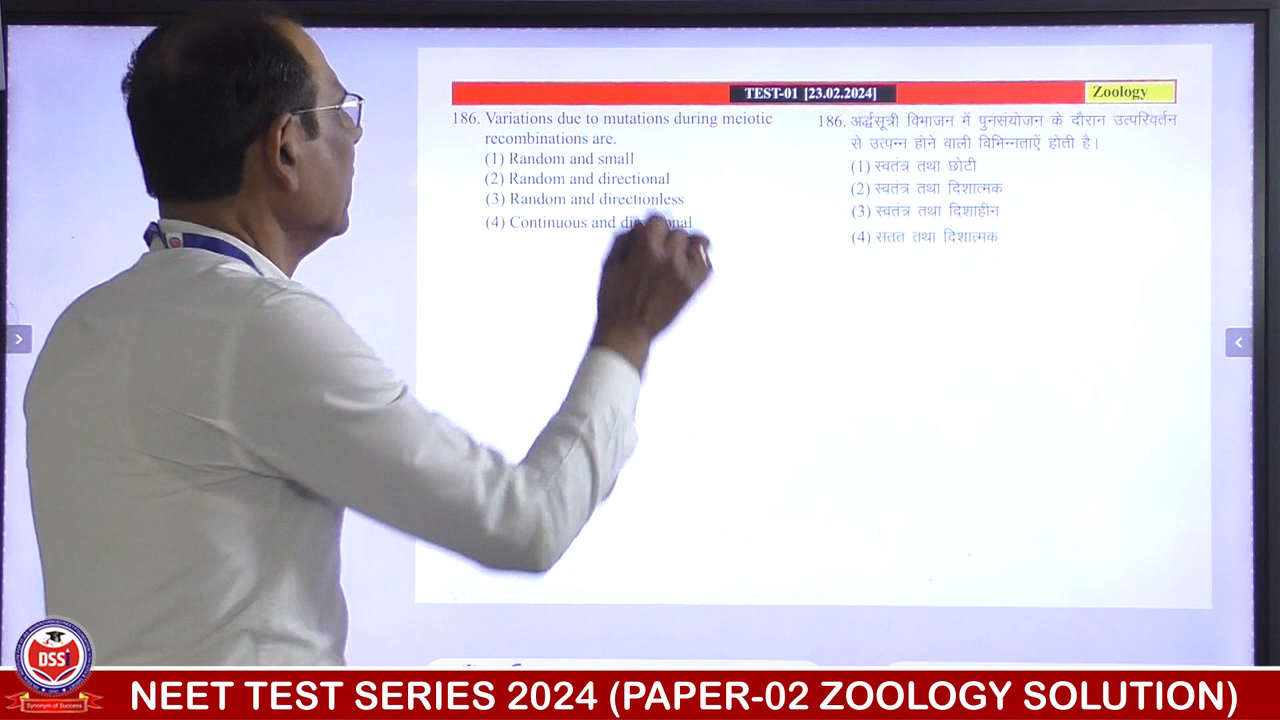 TEST-01 [23.02.2024]
Zoology
186. Variations due to mutations during meiotic
recombinations are.
(1) Random and small
(2) Random and directional
(3) Random and directionless
(4) Continuous and directional
186. अर्द्धसूत्री विभाजन में पुनसंयोजन के दौरान उत्परिवर्तन
से उत्पन्न होने वाली विभिन्नताऐं होती है।
(1) स्वतंत्र तथा छोटी
(2) स्वतंत्र तथा दिशात्मक
(3) स्वतंत्र तथा दिशाहीन
(4) सतत तथा दिशात्मक
DSSi
Synonym of Success
NEET TEST SERIES 2024 (PAPER-02 ZOOLOGY SOLUTION)